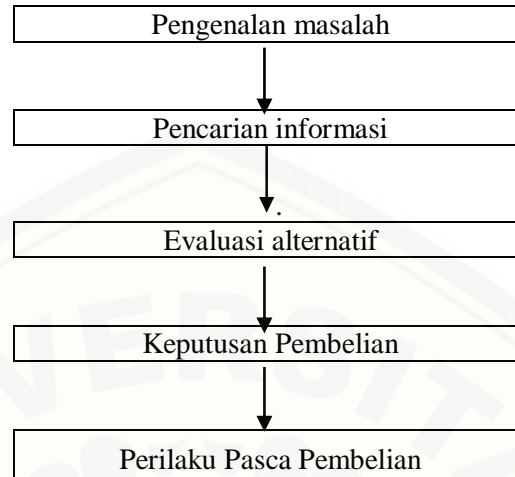 Pengenalan masalah
Pencarian informasi
.
Evaluasi alternatif
Keputusan Pembelian
Perilaku Pasca Pembelian